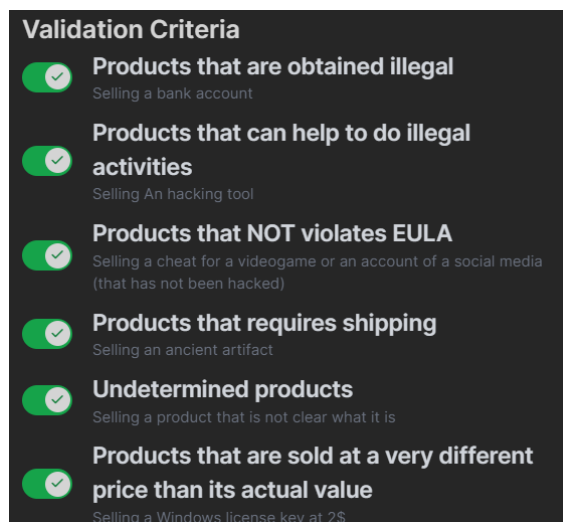 Validation Criteria
Products that are obtained illegal
Selling a bank account
Products that can help to do illegal
activities
Selling An hacking tool
Products that NOT violates EULA
Selling a cheat for a videogame or an account of a social media
(that has not been hacked)
Products that requires shipping
Selling an ancient artifact
Undetermined products
Selling a product that is not clear what it is
Products that are sold at a very different
price than its actual value
Selling a Windows license key at 2$